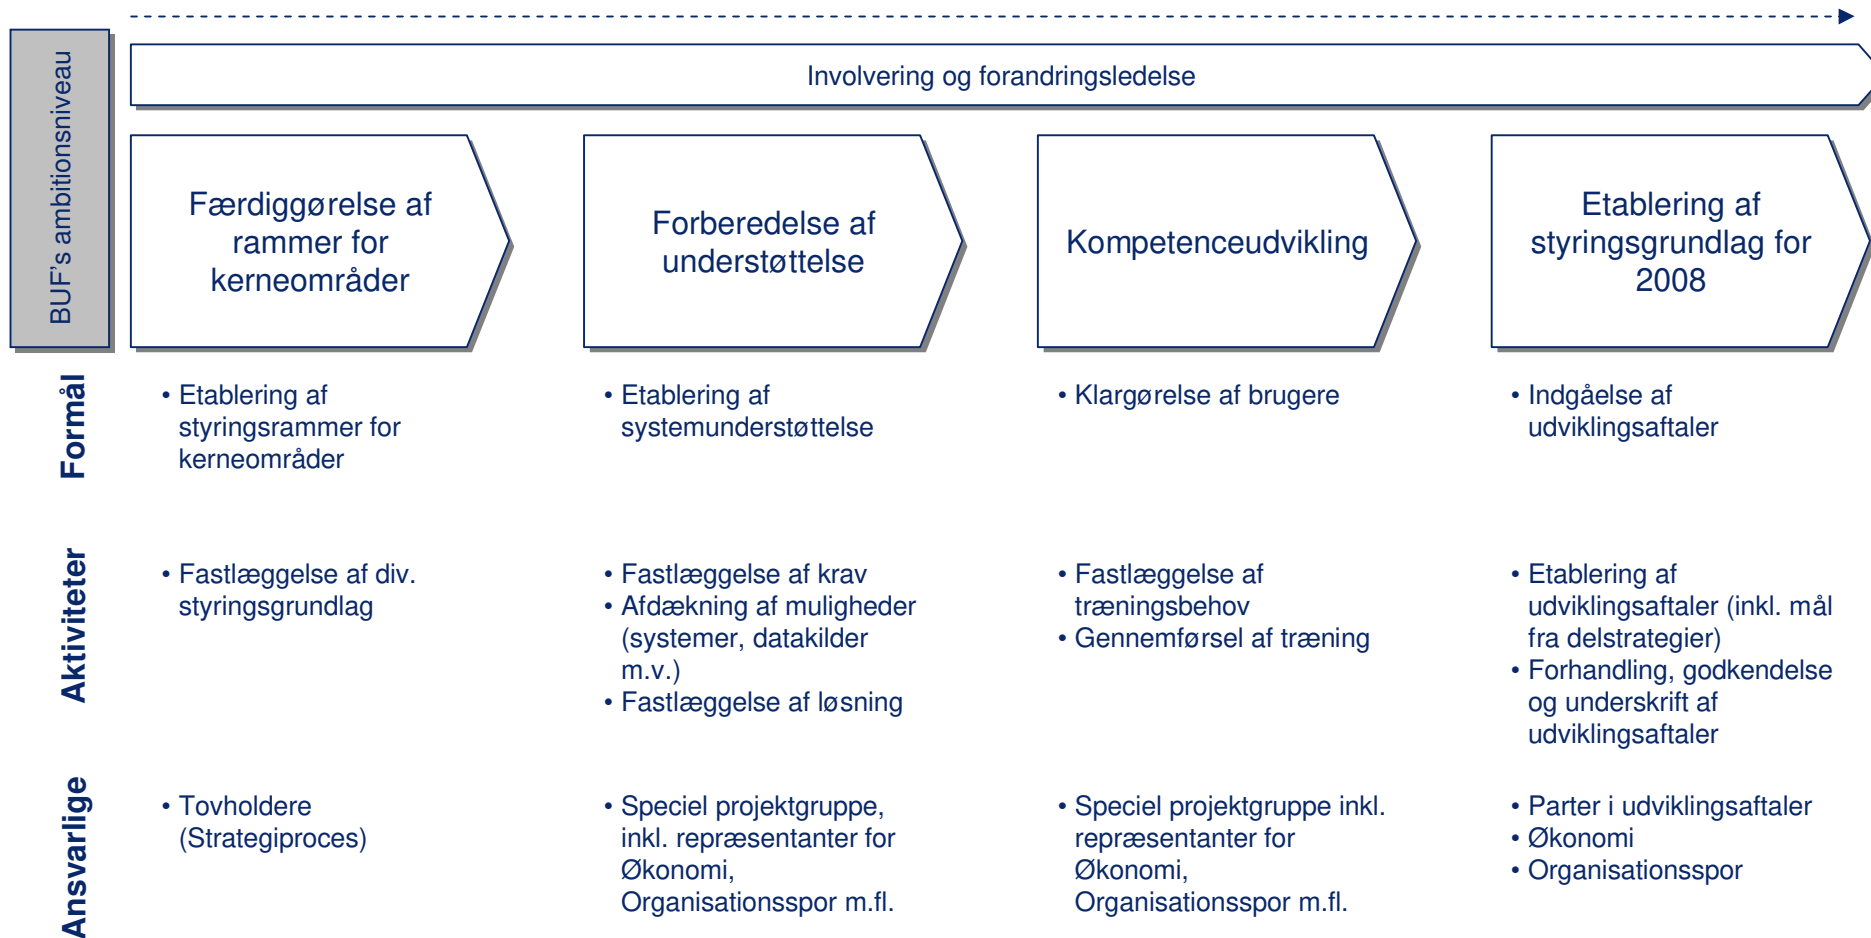 BUF's ambitionsniveau
Involvering og forandringsledelse
Færdiggørelse af
rammer for
kerneområder
Forberedelse af
understøttelse
Kompetenceudvikling
Etablering af
styringsgrundlag for
2008
Formål
• Etablering af
styringsrammer for
kerneområder
• Etablering af
systemunderstøttelse
• Klargørelse af brugere
• Indgåelse af
udviklingsaftaler
Aktiviteter
• Fastlæggelse af div.
styringsgrundlag
• Fastlæggelse af krav
• Afdækning af muligheder
(systemer, datakilder
m.v.)
• Fastlæggelse af løsning
• Fastlæggelse af
træningsbehov
• Gennemførsel af træning
• Etablering af
udviklingsaftaler (inkl. mål
fra delstrategier)
• Forhandling, godkendelse
og underskrift af
udviklingsaftaler
Ansvarlige
• Tovholdere
(Strategiproces)
• Speciel projektgruppe,
inkl. repræsentanter for
Økonomi,
Organisationsspor m.fl.
• Speciel projektgruppe inkl.
repræsentanter for
Økonomi,
Organisationsspor m.fl.
• Parter i udviklingsaftaler
• Økonomi
• Organisationsspor